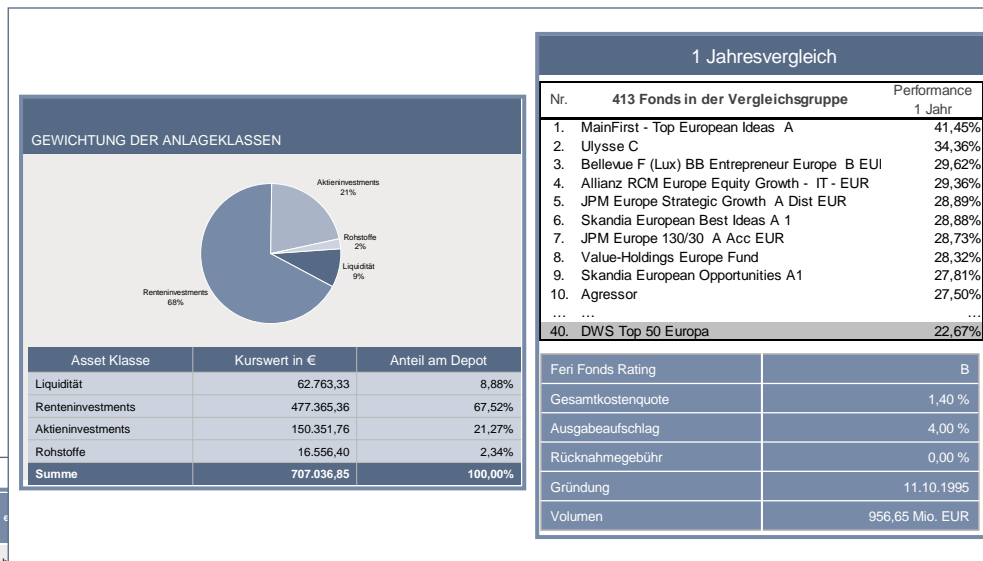 GEWICHTUNG DER ANLAGEKLASSEN
Aktieninvestments
21%
Rohstoffe
2%
Liquidität
9%
Renteninvestments
68%
Asset Klasse Kurswert in € Anteil am Depot
Liquidität 62.763,33 8,88%
Renteninvestments 477.365,36 67,52%
Aktieninvestments 150.351,76 21,27%
Rohstoffe 16.556,40 2,34%
Summe 707.036,85 100,00%
1 Jahresvergleich
Nr. 413 Fonds in der Vergleichsgruppe Performance 1 Jahr
1. MainFirst - Top European Ideas A 41,45%
2. Ulysse C 34,36%
3. Bellevue F (Lux) BB Entrepreneur Europe B EUI 29,62%
4. Allianz RCM Europe Equity Growth - IT - EUR 29,36%
5. JPM Europe Strategic Growth A Dist EUR 28,89%
6. Skandia European Best Ideas A 1 28,88%
7. JPM Europe 130/30 A Acc EUR 28,73%
8. Value-Holdings Europe Fund 28,32%
9. Skandia European Opportunities A1 27,81%
10. Agressor 27,50%
... ... ...
40. DWS Top 50 Europa 22,67%
Feri Fonds Rating B
Gesamtkostenquote 1,40 %
Ausgabeaufschlag 4,00 %
Rücknahmegebühr 0,00 %
Gründung 11.10.1995
Volumen 956,65 Mio. EUR